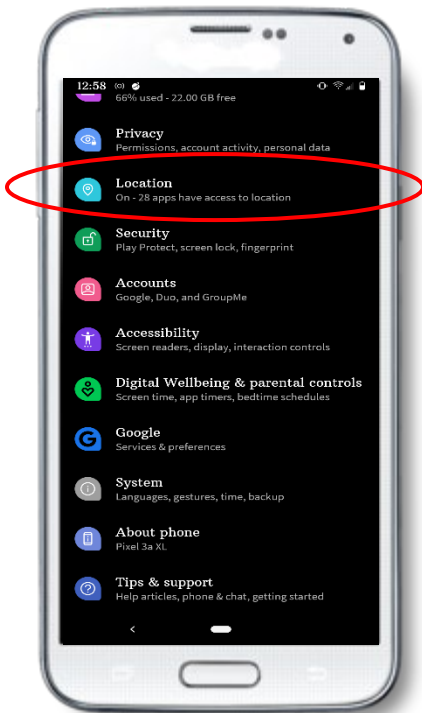 12:58
66% used - 22.00 GB free
Privacy
Permissions, account activity, personal data
Location
On - 28 apps have access to location
Security
Play Protect, screen lock, fingerprint
Accounts
Google, Duo, and GroupMe
Accessibility
Screen readers, display, interaction controls
Digital Wellbeing & parental controls
Screen time, app timers, bedtime schedules
Google
Services & preferences
System
Languages, gestures, time, backup
About phone
Pixel 3a XL
Tips & support
Help articles, phone & chat, getting started